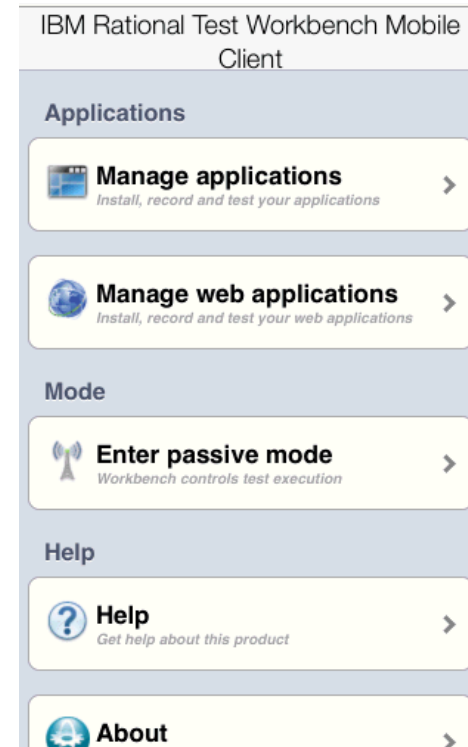 IBM Rational Test Workbench Mobile
Client
Applications
Manage applications
Install, record and test your applications
Manage web applications
Install, record and test your web applications
Mode
Enter passive mode
Workbench controls test execution
Help
Help
Get help about this product
About